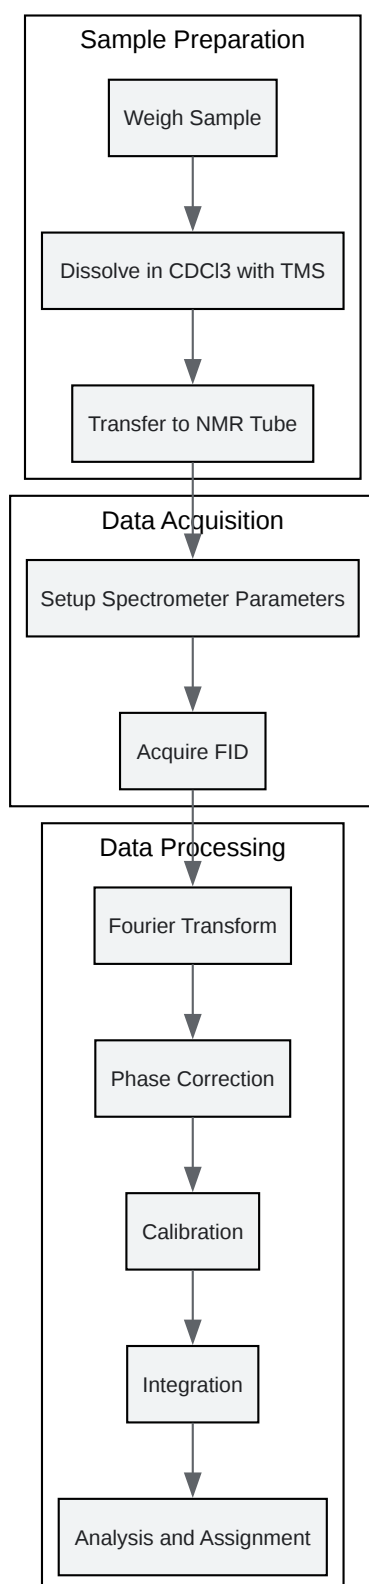 Sample Preparation
Weigh Sample
Dissolve in CDCl3 with TMS
Transfer to NMR Tube
Data Acquisition
Setup Spectrometer Parameters
Acquire FID
Data Processing
Fourier Transform
Phase Correction
Calibration
Integration
Analysis and Assignment